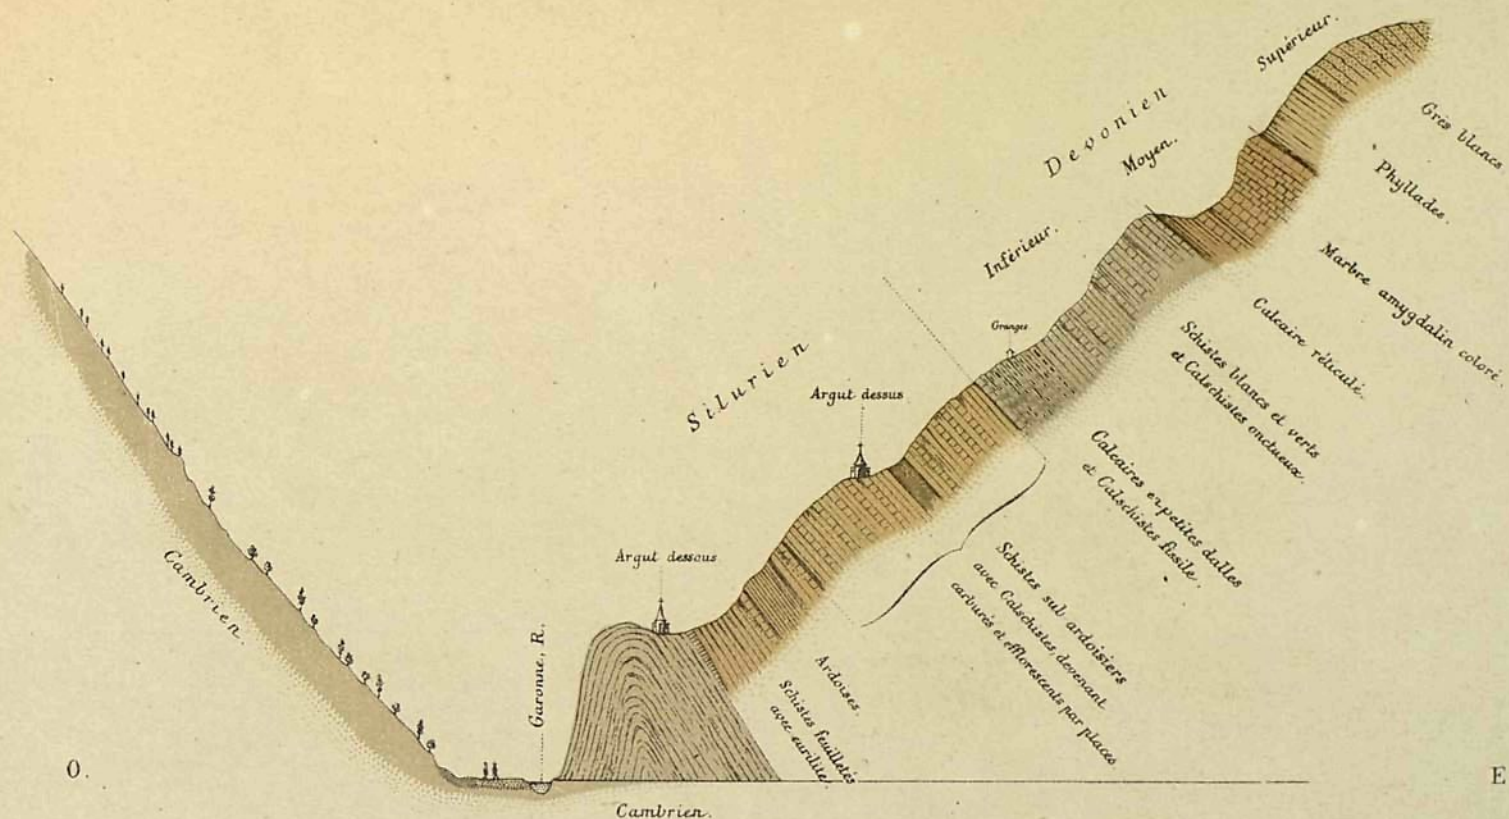 Supérieur.
Devonien
Moyen.
Inférieur.
Granges
Silurien
Argut dessus
Argut dessous
Garonne, R.
Cambrien.
Grès blancs.
Phyllades.
Marbre amygdalin coloré.
Calcaire réticulé.
Schistes blancs et verts
et Calschistes onctueux.
Calcaires en petites dalles
et Calschistes fissile.
Schistes sub ardoisiers
avec Calschistes, devenant
carburés et efflorescents par places.
Ardoises.
Schistes feuilletés
avec eurilite.
O.
E
Cambrien.